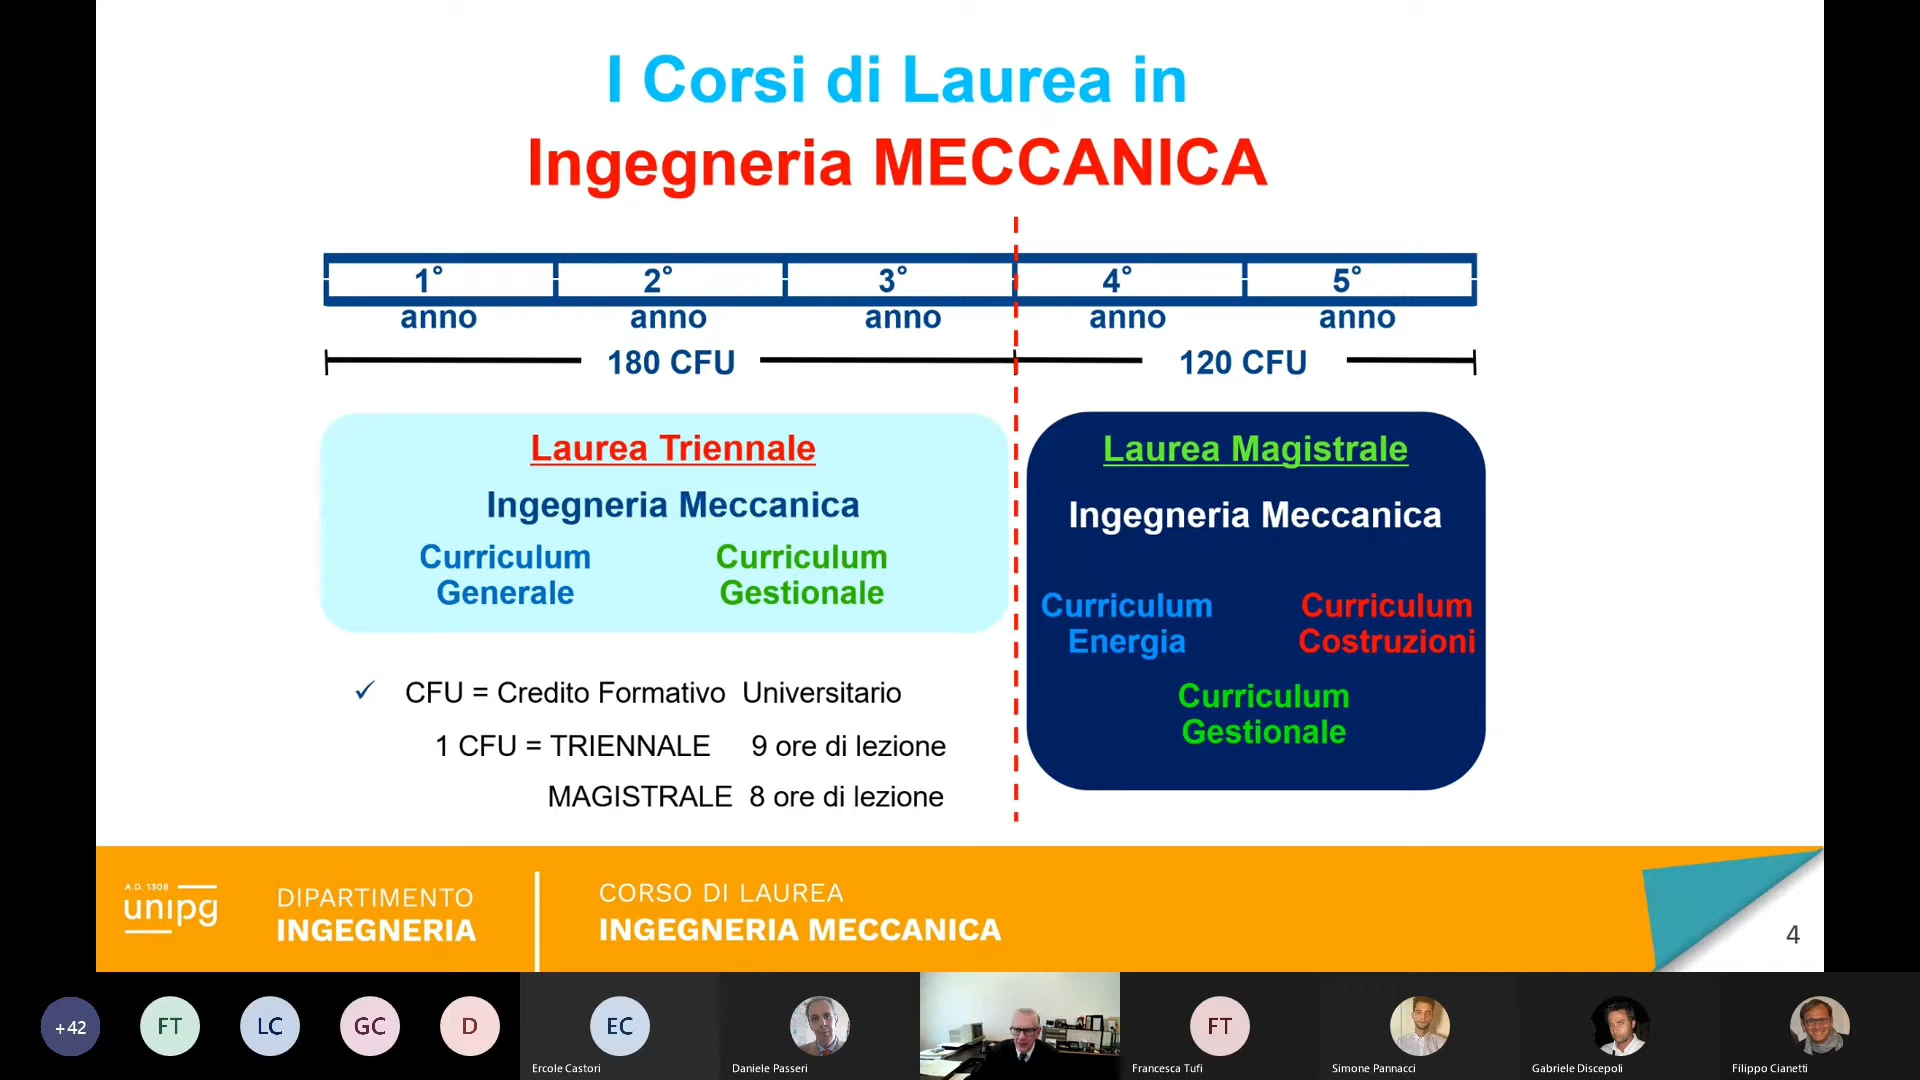 I Corsi di Laurea in
Ingegneria MECCANICA
1° 2° 3° 4° 5°
anno anno anno anno anno
180 CFU 120 CFU
Laurea Triennale
Ingegneria Meccanica
Curriculum Curriculum
Generale Gestionale
Laurea Magistrale
Ingegneria Meccanica
Curriculum Curriculum
Energia Costruzioni
Curriculum
Gestionale
✓ CFU = Credito Formativo Universitario
1 CFU = TRIENNALE 9 ore di lezione
MAGISTRALE 8 ore di lezione
A.D. 1308
unipg
DIPARTIMENTO
INGEGNERIA
CORSO DI LAUREA
INGEGNERIA MECCANICA
4
+42 FT LC GC D EC FT
Ercole Castori Daniele Passeri Francesca Tufi Simone Pannacci Gabriele Discepoli Filippo Cianetti